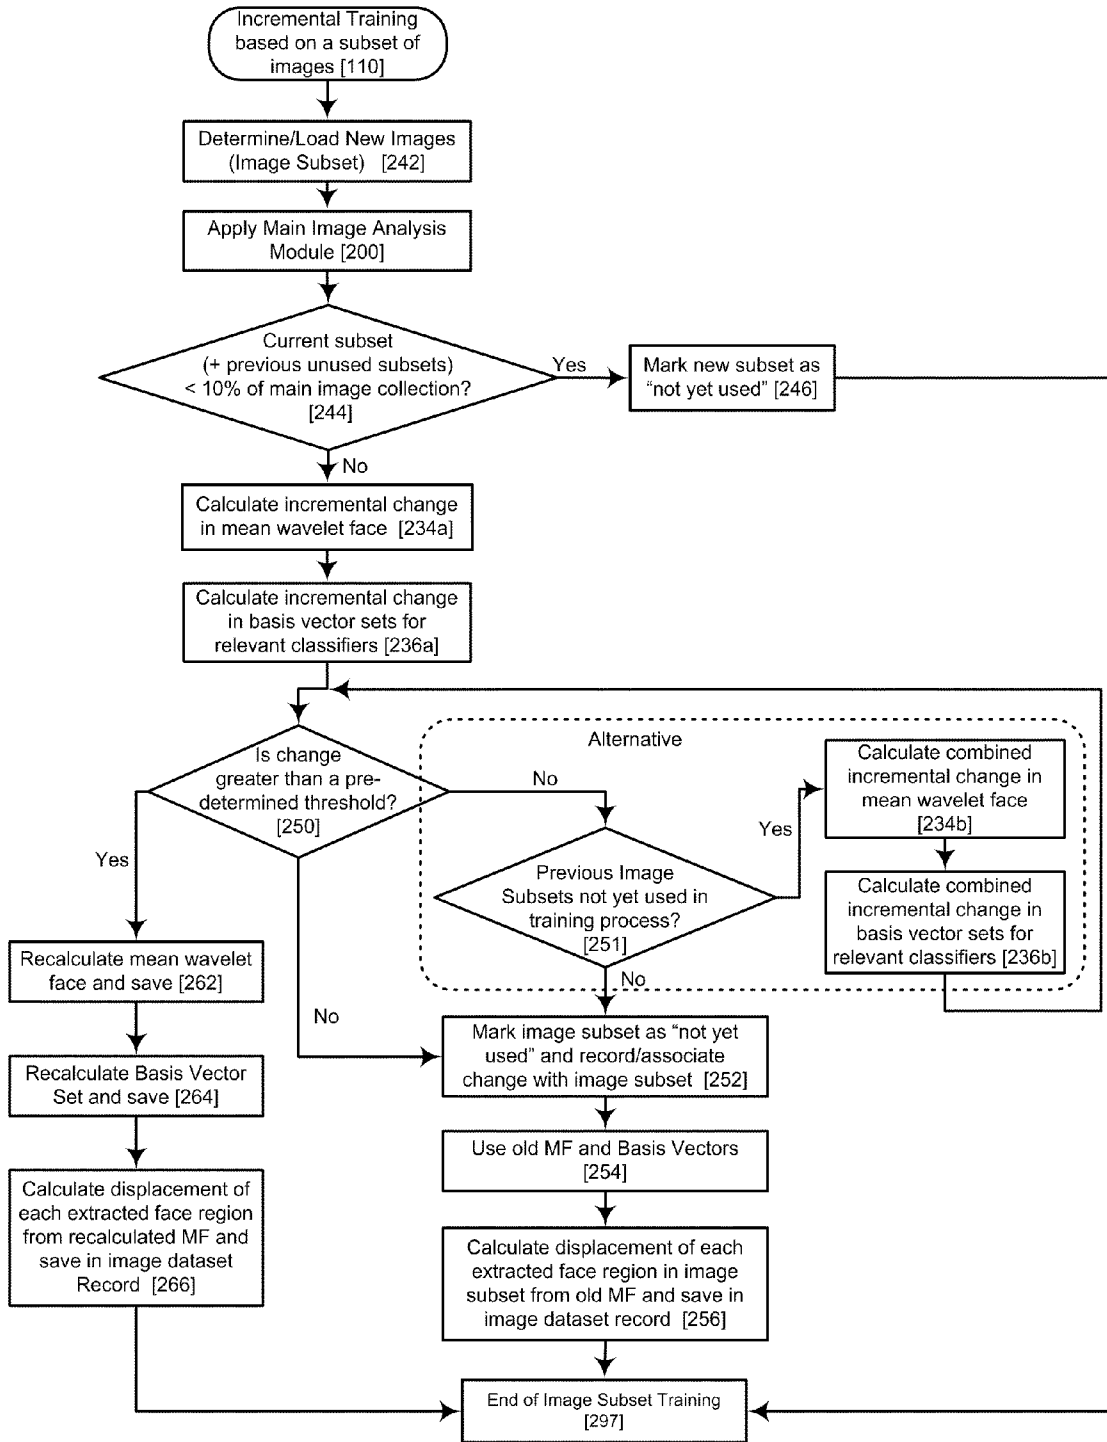 Incremental Training
based on a subset of
images [110]
Determine/Load New Images
(Image Subset) [242]
Apply Main Image Analysis
Module [200]
Current subset
(+ previous unused subsets)
< 10% of main image collection?
[244]
Yes
Mark new subset as
“not yet used” [246]
No
Calculate incremental change
in mean wavelet face [234a]
Calculate incremental change
in basis vector sets for
relevant classifiers [236a]
Is change
greater than a pre-
determined threshold?
[250]
Alternative
No
Yes
Previous Image
Subsets not yet used in
training process?
[251]
Yes
Calculate combined
incremental change in
mean wavelet face
[234b]
Calculate combined
incremental change in
basis vector sets for
relevant classifiers [236b]
No
No
Recalculate mean wavelet
face and save [262]
Recalculate Basis Vector
Set and save [264]
Calculate displacement of
each extracted face region
from recalculated MF and
save in image dataset
Record [266]
Mark image subset as “not yet
used” and record/associate
change with image subset [252]
Use old MF and Basis Vectors
[254]
Calculate displacement of each
extracted face region in image
subset from old MF and save in
image dataset record [256]
End of Image Subset Training
[297]